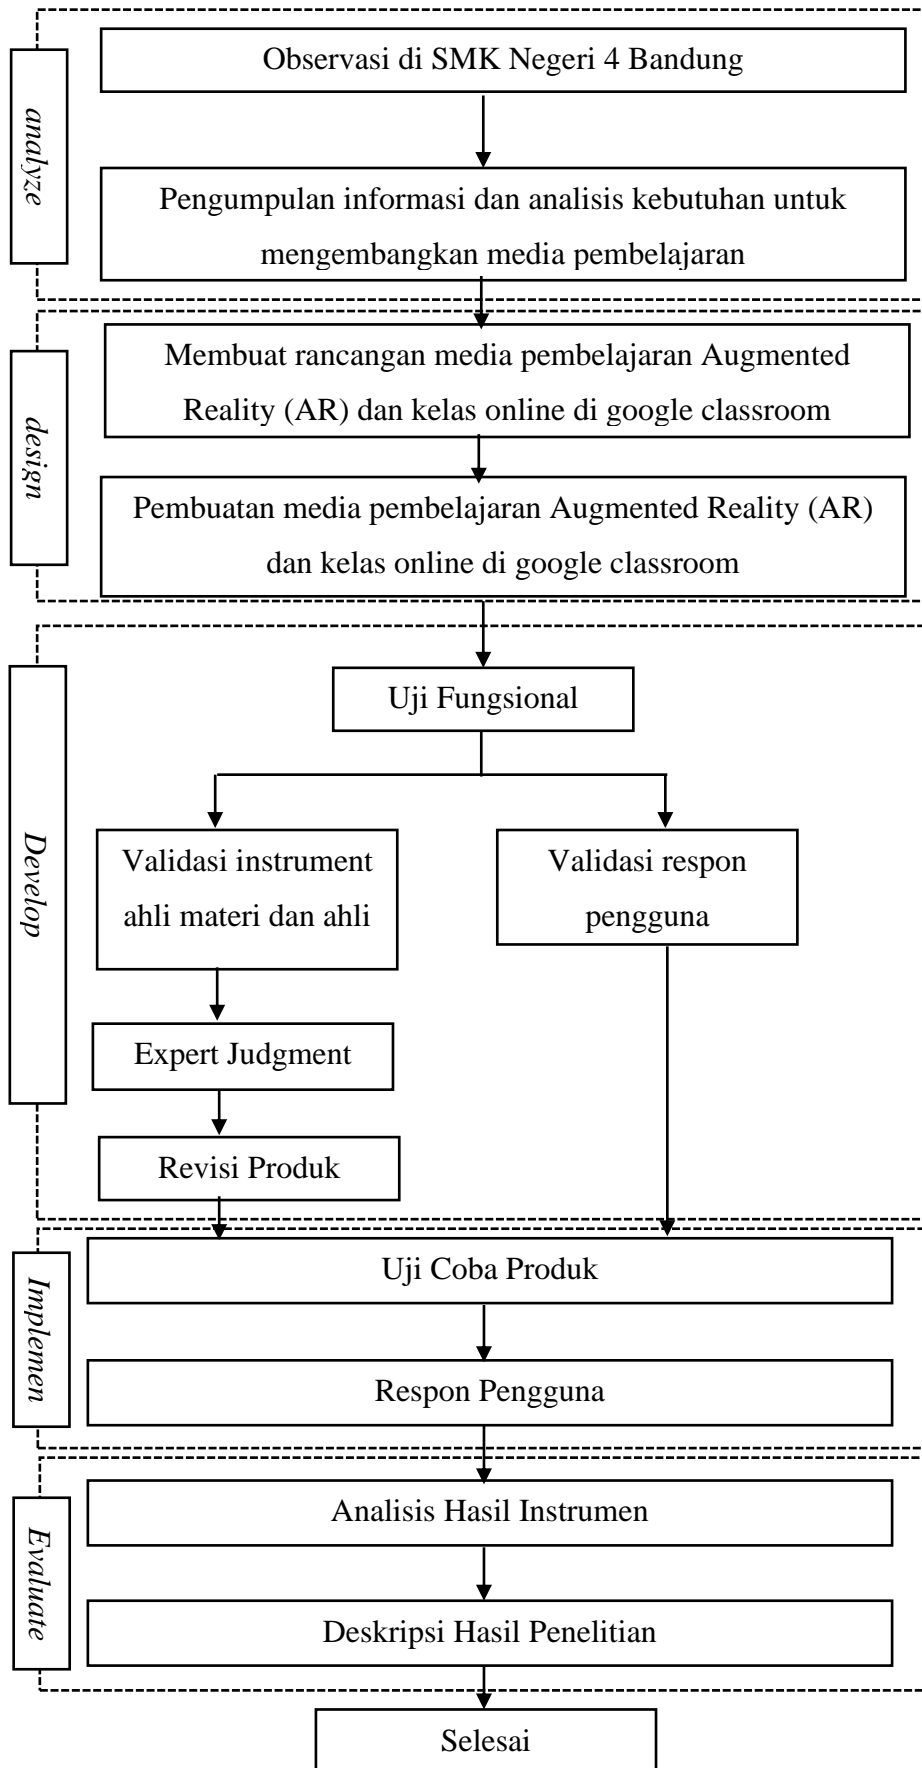 analyze
Observasi di SMK Negeri 4 Bandung
Pengumpulan informasi dan analisis kebutuhan untuk
mengembangkan media pembelajaran
design
Membuat rancangan media pembelajaran Augmented
Reality (AR) dan kelas online di google classroom
Pembuatan media pembelajaran Augmented Reality (AR)
dan kelas online di google classroom
Develop
Uji Fungsional
Validasi instrument
ahli materi dan ahli
Validasi respon
pengguna
Expert Judgment
Revisi Produk
Implemen
Uji Coba Produk
Respon Pengguna
Evaluate
Analisis Hasil Instrumen
Deskripsi Hasil Penelitian
Selesai